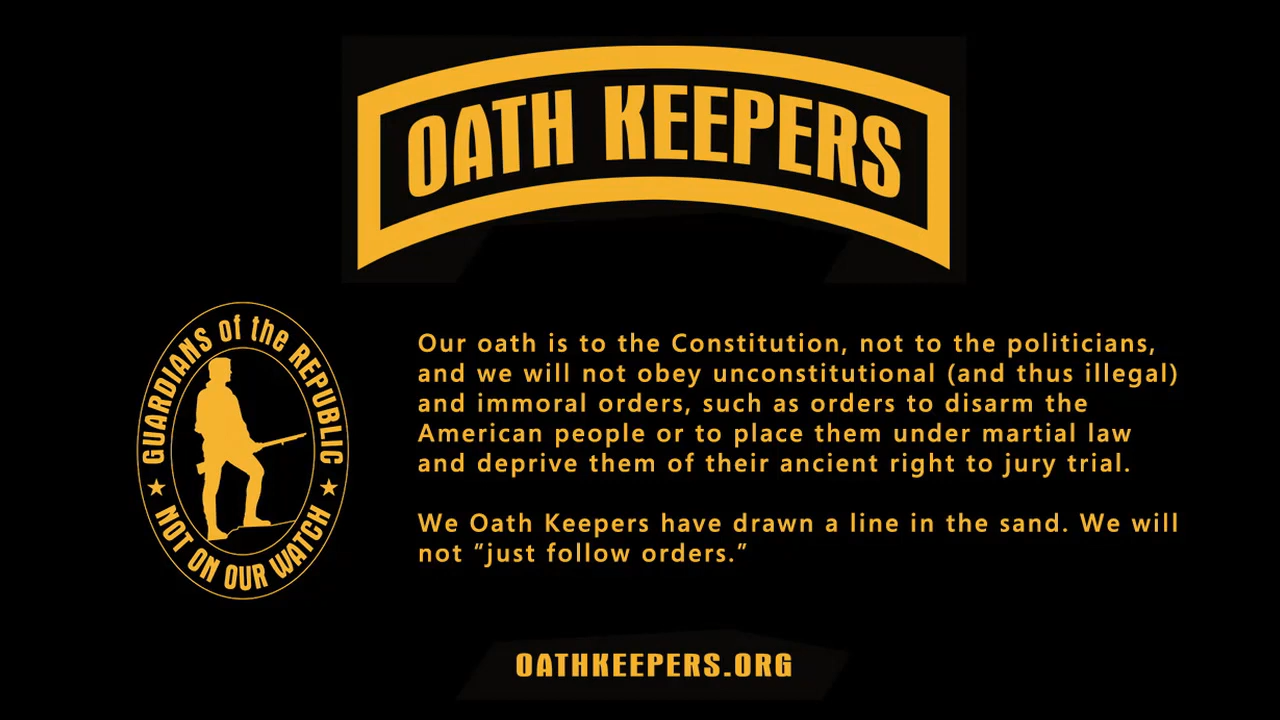 OATH KEEPERS
GUARDIANS of the REPUBLIC
NOT ON OUR WATCH
Our oath is to the Constitution, not to the politicians,
and we will not obey unconstitutional (and thus illegal)
and immoral orders, such as orders to disarm the
American people or to place them under martial law
and deprive them of their ancient right to jury trial.
We Oath Keepers have drawn a line in the sand. We will
not “just follow orders.”
OATHKEEPERS.ORG